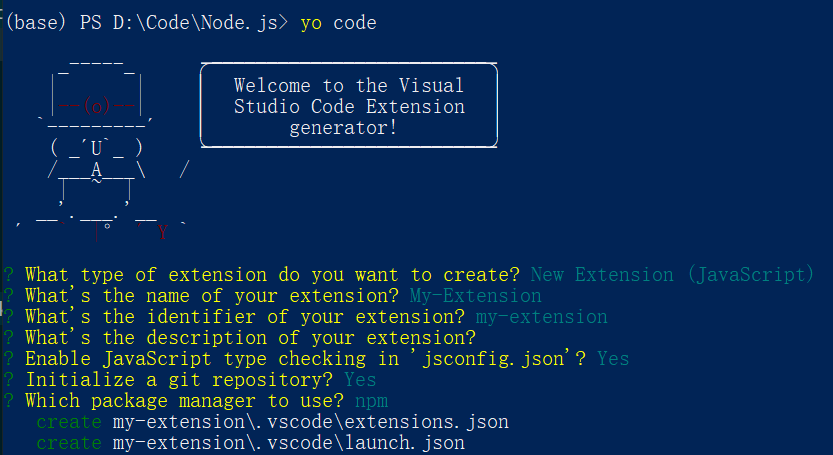 (base) PS D:\Code\Node.js> yo code
Welcome to the Visual
Studio Code Extension
generator!
? What type of extension do you want to create? New Extension (JavaScript)
? What's the name of your extension? My-Extension
? What's the identifier of your extension? my-extension
? What's the description of your extension?
? Enable JavaScript type checking in 'jsconfig.json'? Yes
? Initialize a git repository? Yes
? Which package manager to use? npm
create my-extension\.vscode\extensions.json
create my-extension\.vscode\launch.json